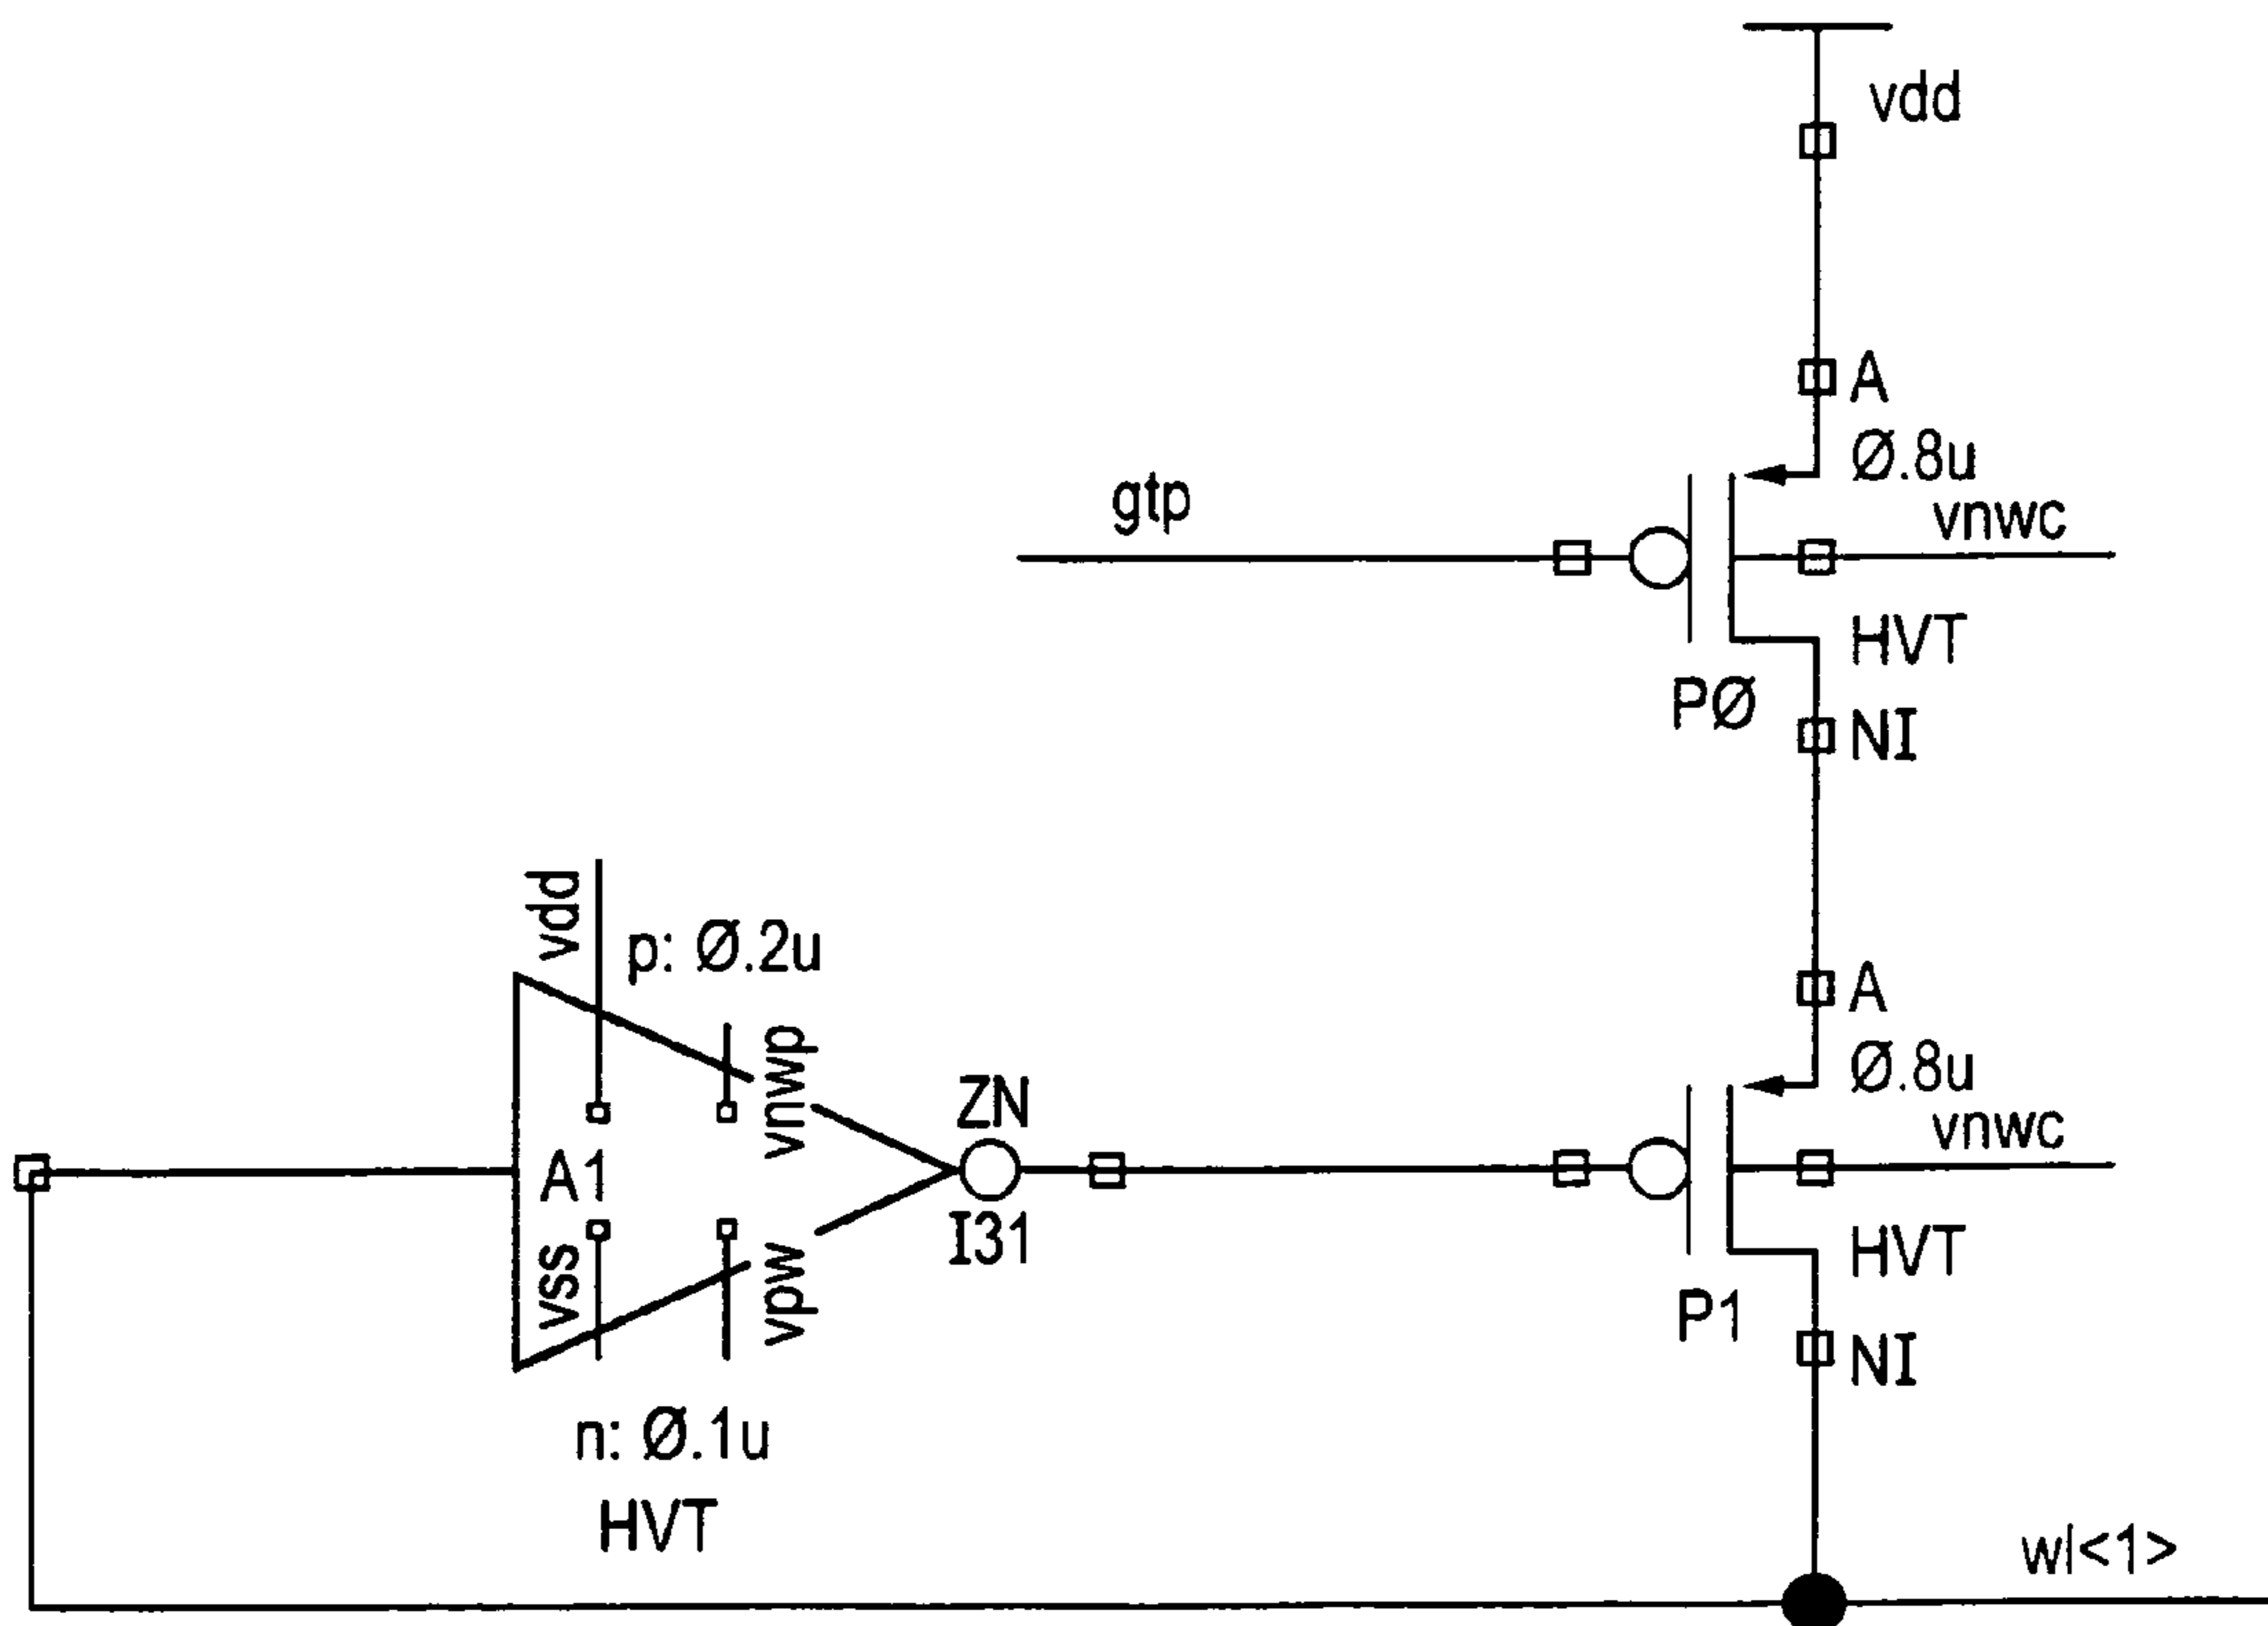 vdd
A
Ø.8u
gtp
vnwc
HVT
PØ
NI
vdd
p: Ø.2u
vnwp
A
Ø.8u
vnwc
ZN
A1
I31
vss
vpw
HVT
P1
NI
n: Ø.1u
HVT
wl<1>